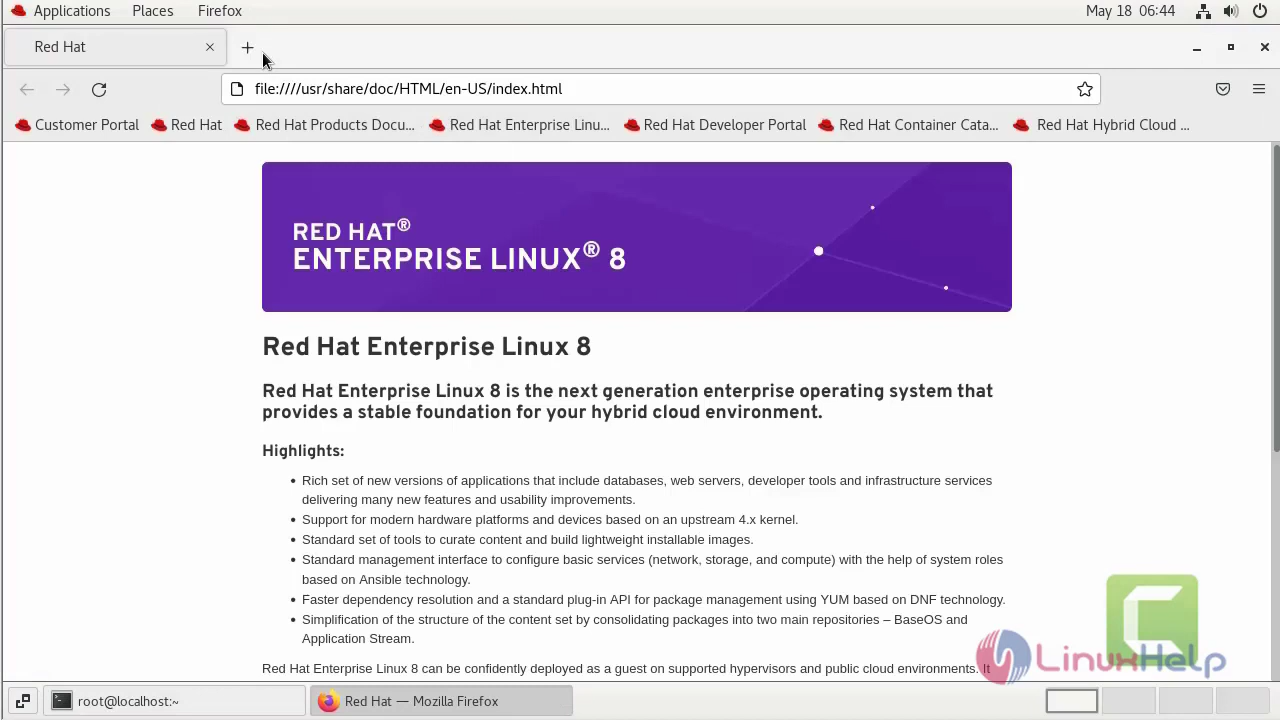 Applications Places Firefox May 18 06:44
Red Hat
file:////usr/share/doc/HTML/en-US/index.html
Customer Portal Red Hat Red Hat Products Docu... Red Hat Enterprise Linu... Red Hat Developer Portal Red Hat Container Cata... Red Hat Hybrid Cloud ...
RED HAT®
ENTERPRISE LINUX® 8
Red Hat Enterprise Linux 8
Red Hat Enterprise Linux 8 is the next generation enterprise operating system that
provides a stable foundation for your hybrid cloud environment.
Highlights:
• Rich set of new versions of applications that include databases, web servers, developer tools and infrastructure services
delivering many new features and usability improvements.
• Support for modern hardware platforms and devices based on an upstream 4.x kernel.
• Standard set of tools to curate content and build lightweight installable images.
• Standard management interface to configure basic services (network, storage, and compute) with the help of system roles
based on Ansible technology.
• Faster dependency resolution and a standard plug-in API for package management using YUM based on DNF technology.
• Simplification of the structure of the content set by consolidating packages into two main repositories – BaseOS and
Application Stream.
Red Hat Enterprise Linux 8 can be confidently deployed as a guest on supported hypervisors and public cloud environments. It
LinuxHelp
root@localhost:~ Red Hat — Mozilla Firefox